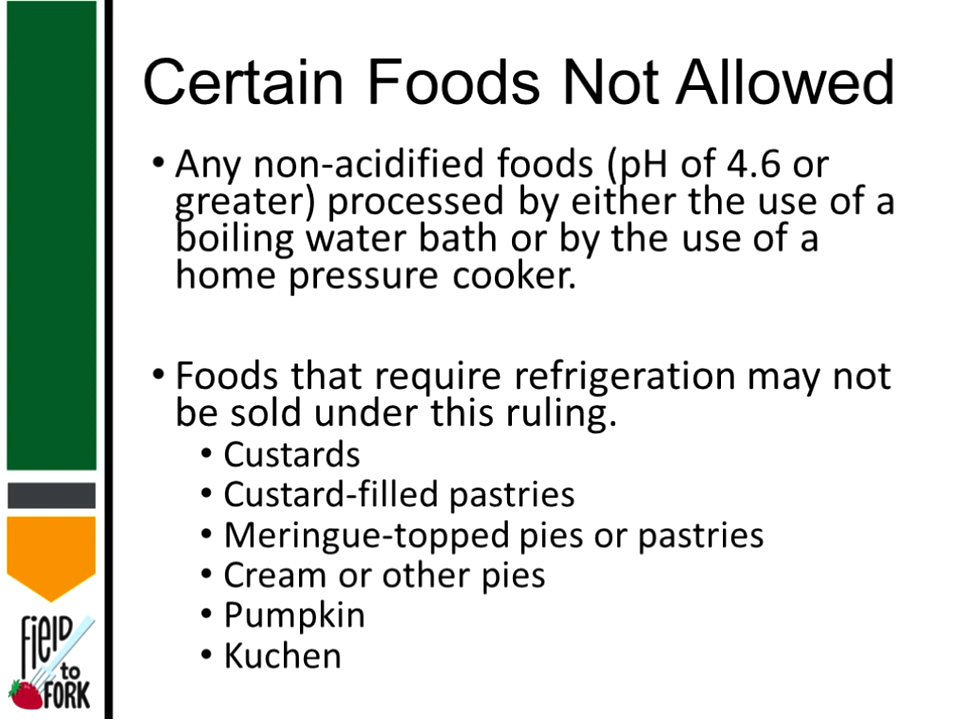 Certain Foods Not Allowed
• Any non-acidified foods (pH of 4.6 or
greater) processed by either the use of a
boiling water bath or by the use of a
home pressure cooker.
• Foods that require refrigeration may not
be sold under this ruling.
• Custards
• Custard-filled pastries
• Meringue-topped pies or pastries
• Cream or other pies
• Pumpkin
• Kuchen
FiELD
to
FORK